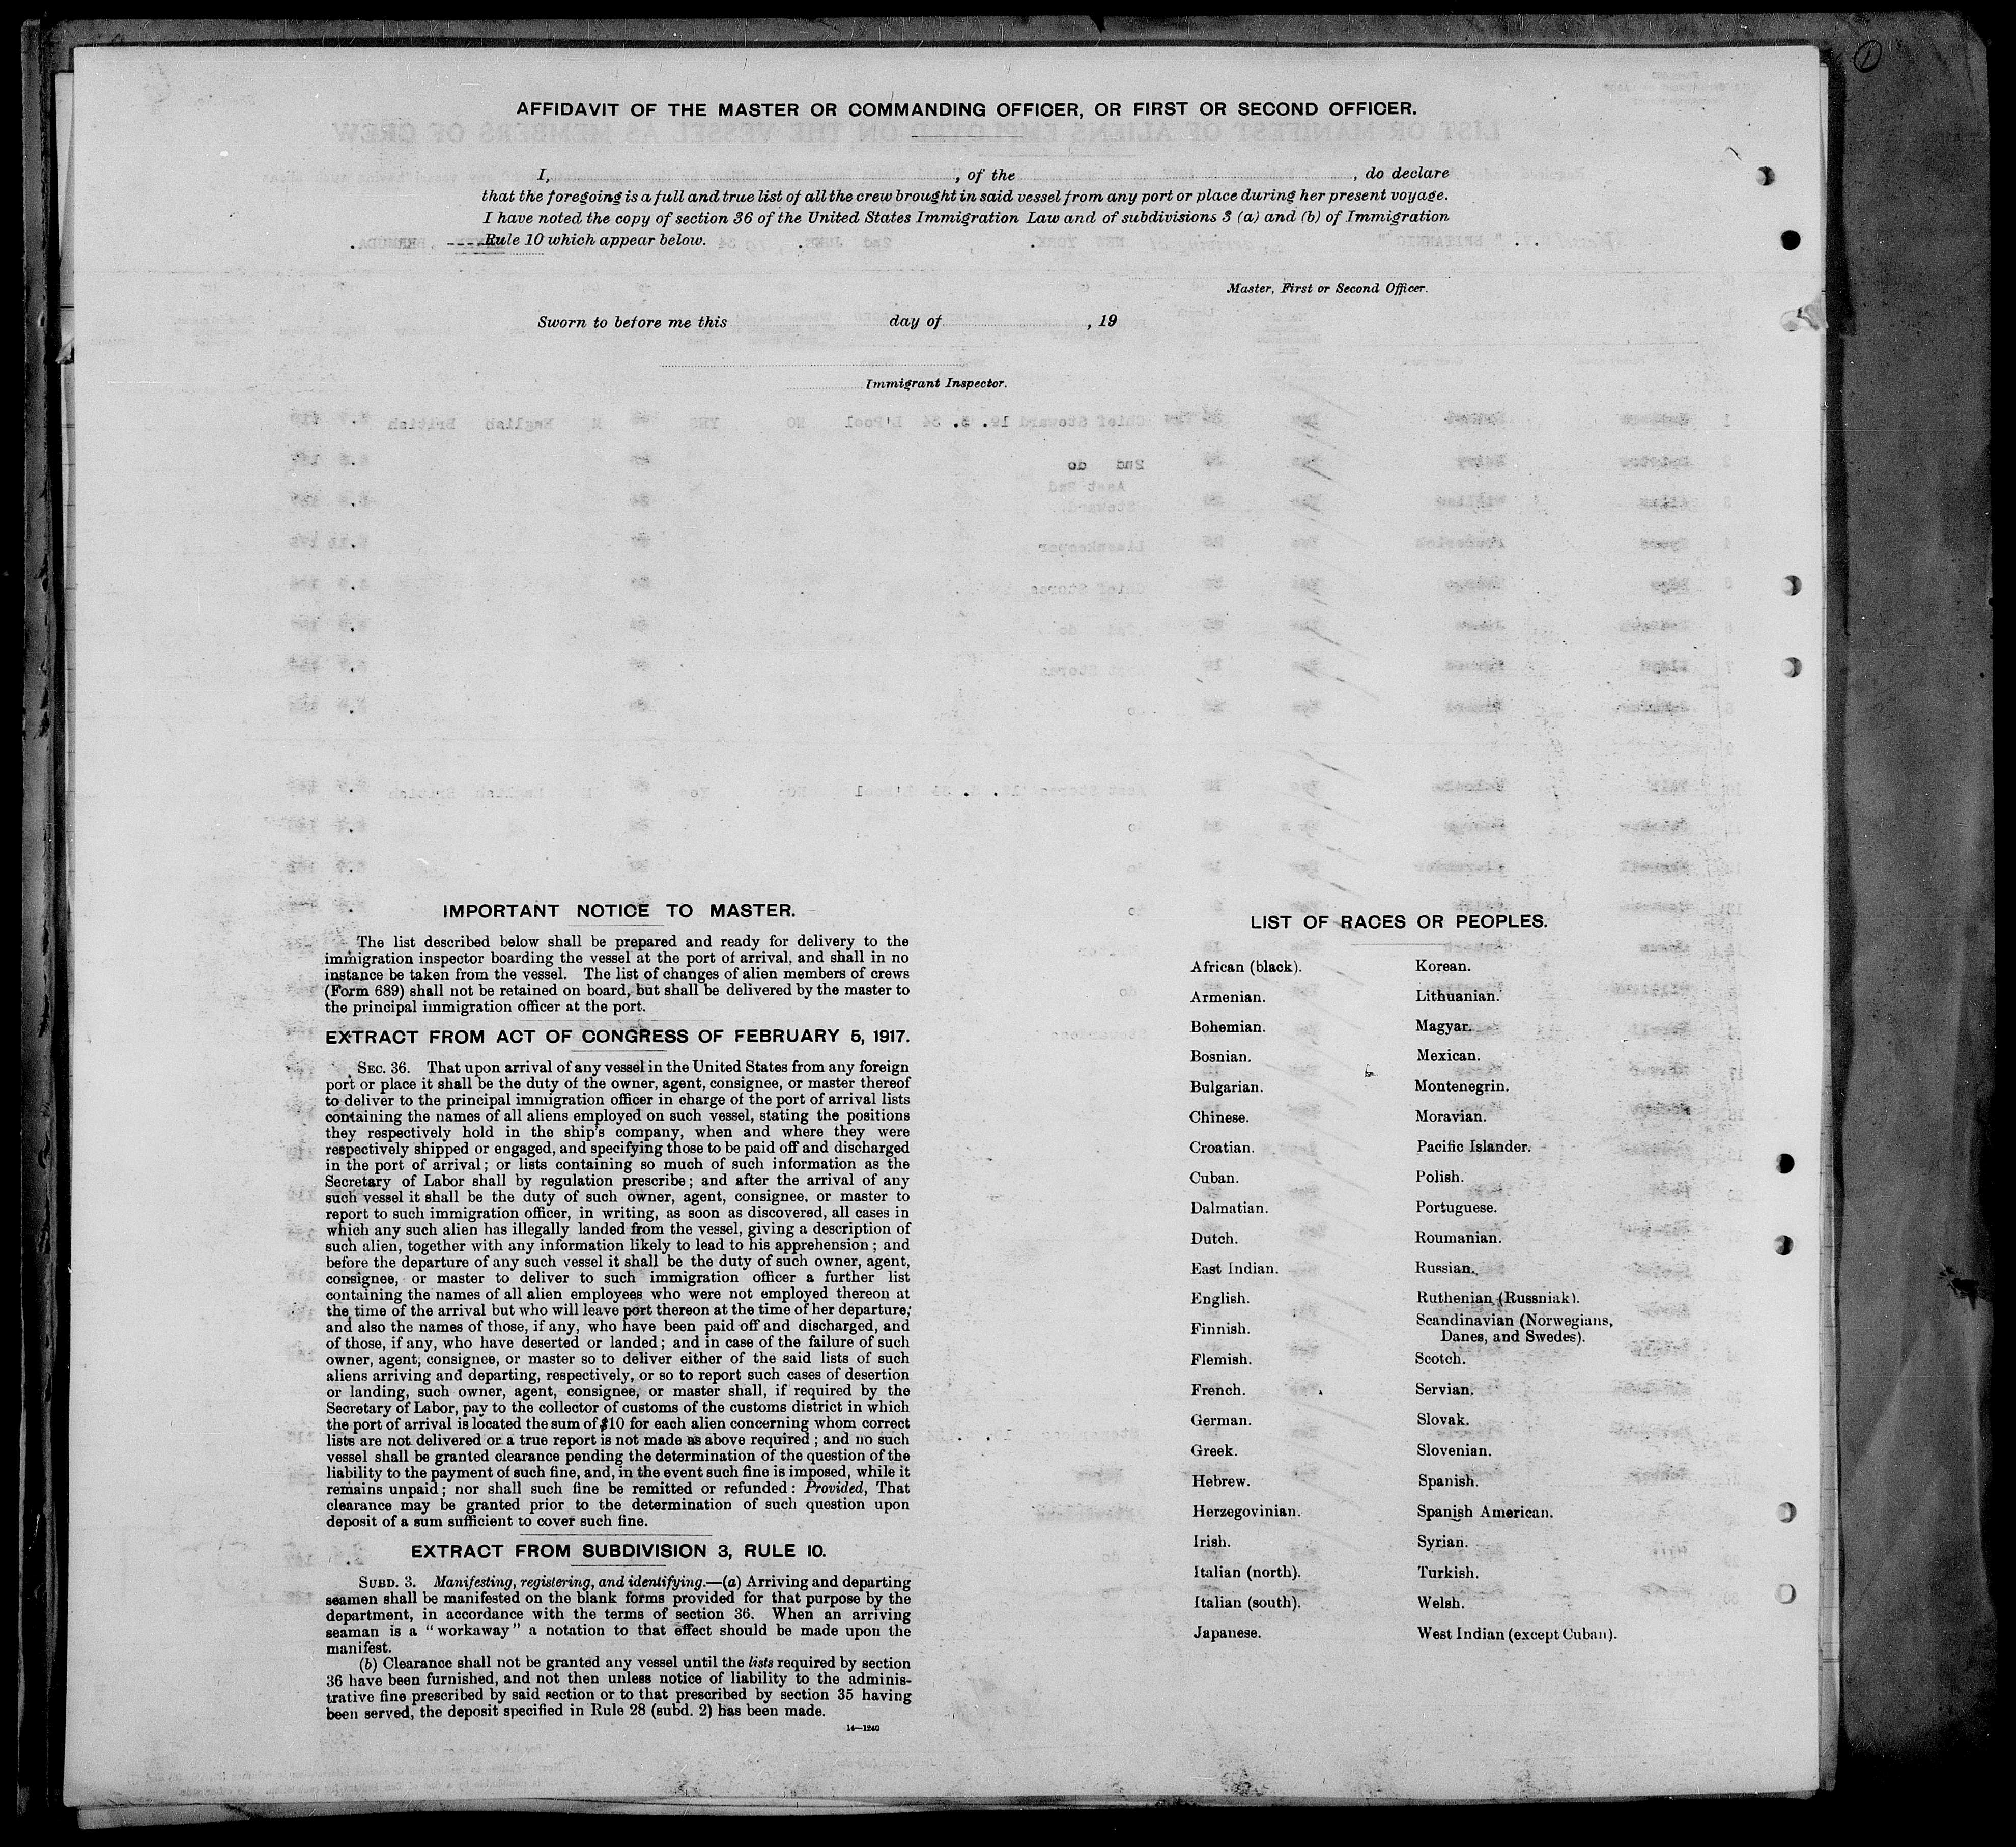 AFFIDAVIT OF THE MASTER OR COMMANDING OFFICER, OR FIRST OR SECOND OFFICER.
I, , of the , do declare
that the foregoing is a full and true list of all the crew brought in said vessel from any port or place during her present voyage.
I have noted the copy of section 36 of the United States Immigration Law and of subdivisions 3 (a) and (b) of Immigration
Rule 10 which appear below.
Master, First or Second Officer.
Sworn to before me this day of , 19
Immigrant Inspector.
IMPORTANT NOTICE TO MASTER.
The list described below shall be prepared and ready for delivery to the
immigration inspector boarding the vessel at the port of arrival, and shall in no
instance be taken from the vessel. The list of changes of alien members of crews
(Form 689) shall not be retained on board, but shall be delivered by the master to
the principal immigration officer at the port.
EXTRACT FROM ACT OF CONGRESS OF FEBRUARY 5, 1917.
SEC. 36. That upon arrival of any vessel in the United States from any foreign
port or place it shall be the duty of the owner, agent, consignee, or master thereof
to deliver to the principal immigration officer in charge of the port of arrival lists
containing the names of all aliens employed on such vessel, stating the positions
they respectively hold in the ship's company, when and where they were
respectively shipped or engaged, and specifying those to be paid off and discharged
in the port of arrival; or lists containing so much of such information as the
Secretary of Labor shall by regulation prescribe; and after the arrival of any
such vessel it shall be the duty of such owner, agent, consignee, or master to
report to such immigration officer, in writing, as soon as discovered, all cases in
which any such alien has illegally landed from the vessel, giving a description of
such alien, together with any information likely to lead to his apprehension; and
before the departure of any such vessel it shall be the duty of such owner, agent,
consignee, or master to deliver to such immigration officer a further list
containing the names of all alien employees who were not employed thereon at
the time of the arrival but who will leave port thereon at the time of her departure,
and also the names of those, if any, who have been paid off and discharged, and
of those, if any, who have deserted or landed; and in case of the failure of such
owner, agent, consignee, or master so to deliver either of the said lists of such
aliens arriving and departing, respectively, or so to report such cases of desertion
or landing, such owner, agent, consignee, or master shall, if required by the
Secretary of Labor, pay to the collector of customs of the customs district in which
the port of arrival is located the sum of $10 for each alien concerning whom correct
lists are not delivered or a true report is not made as above required; and no such
vessel shall be granted clearance pending the determination of the question of the
liability to the payment of such fine, and, in the event such fine is imposed, while it
remains unpaid; nor shall such fine be remitted or refunded: Provided, That
clearance may be granted prior to the determination of such question upon
deposit of a sum sufficient to cover such fine.
EXTRACT FROM SUBDIVISION 3, RULE 10.
SUBD. 3. Manifesting, registering, and identifying.—(a) Arriving and departing
seamen shall be manifested on the blank forms provided for that purpose by the
department, in accordance with the terms of section 36. When an arriving
seaman is a "workaway" a notation to that effect should be made upon the
manifest.
(b) Clearance shall not be granted any vessel until the lists required by section
36 have been furnished, and not then unless notice of liability to the adminis-
trative fine prescribed by said section or to that prescribed by section 35 having
been served, the deposit specified in Rule 28 (subd. 2) has been made.
14—1240
LIST OF RACES OR PEOPLES.
African (black).
Armenian.
Bohemian.
Bosnian.
Bulgarian.
Chinese.
Croatian.
Cuban.
Dalmatian.
Dutch.
East Indian.
English.
Finnish.
Flemish.
French.
German.
Greek.
Hebrew.
Herzegovinian.
Irish.
Italian (north).
Italian (south).
Japanese.
Korean.
Lithuanian.
Magyar.
Mexican.
Montenegrin.
Moravian.
Pacific Islander.
Polish.
Portuguese.
Roumanian.
Russian.
Ruthenian (Russniak).
Scandinavian (Norwegians,
Danes, and Swedes).
Scotch.
Servian.
Slovak.
Slovenian.
Spanish.
Spanish American.
Syrian.
Turkish.
Welsh.
West Indian (except Cuban).
1